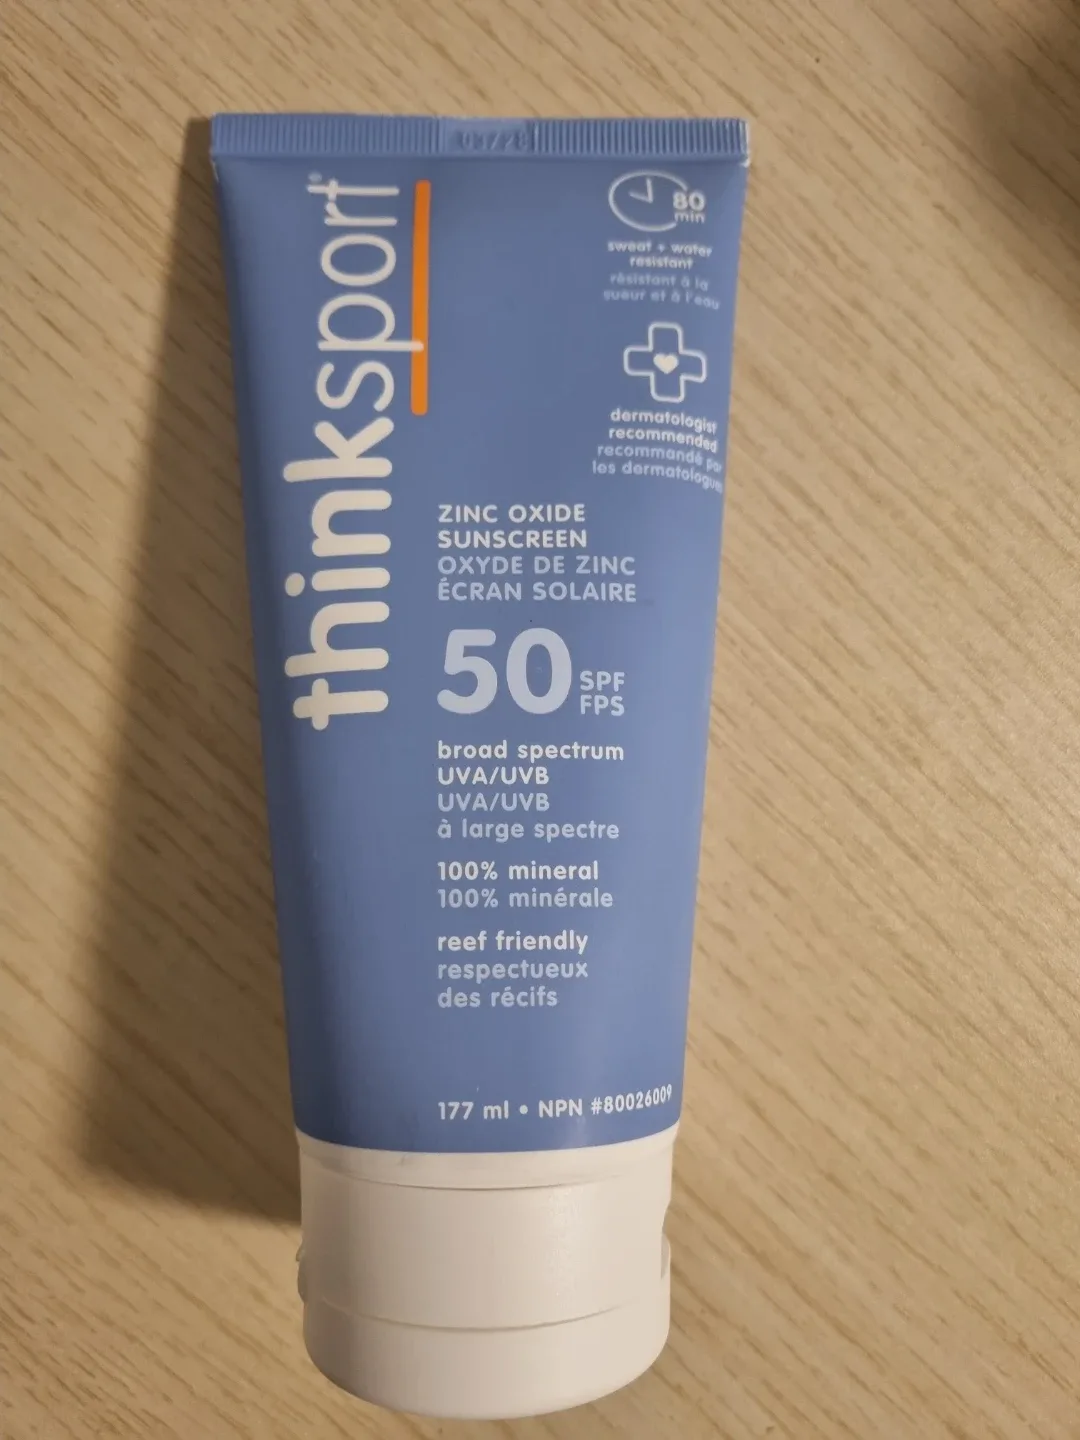 thinksport®
80
min
sweat + water
resistant
résistant à la
sueur et à l'eau
dermatologist
recommended
recommandé par
les dermatologues
ZINC OXIDE
SUNSCREEN
OXYDE DE ZINC
ÉCRAN SOLAIRE
50 SPF
FPS
broad spectrum
UVA/UVB
UVA/UVB
à large spectre
100% mineral
100% minérale
reef friendly
respectueux
des récifs
177 ml • NPN #80026009